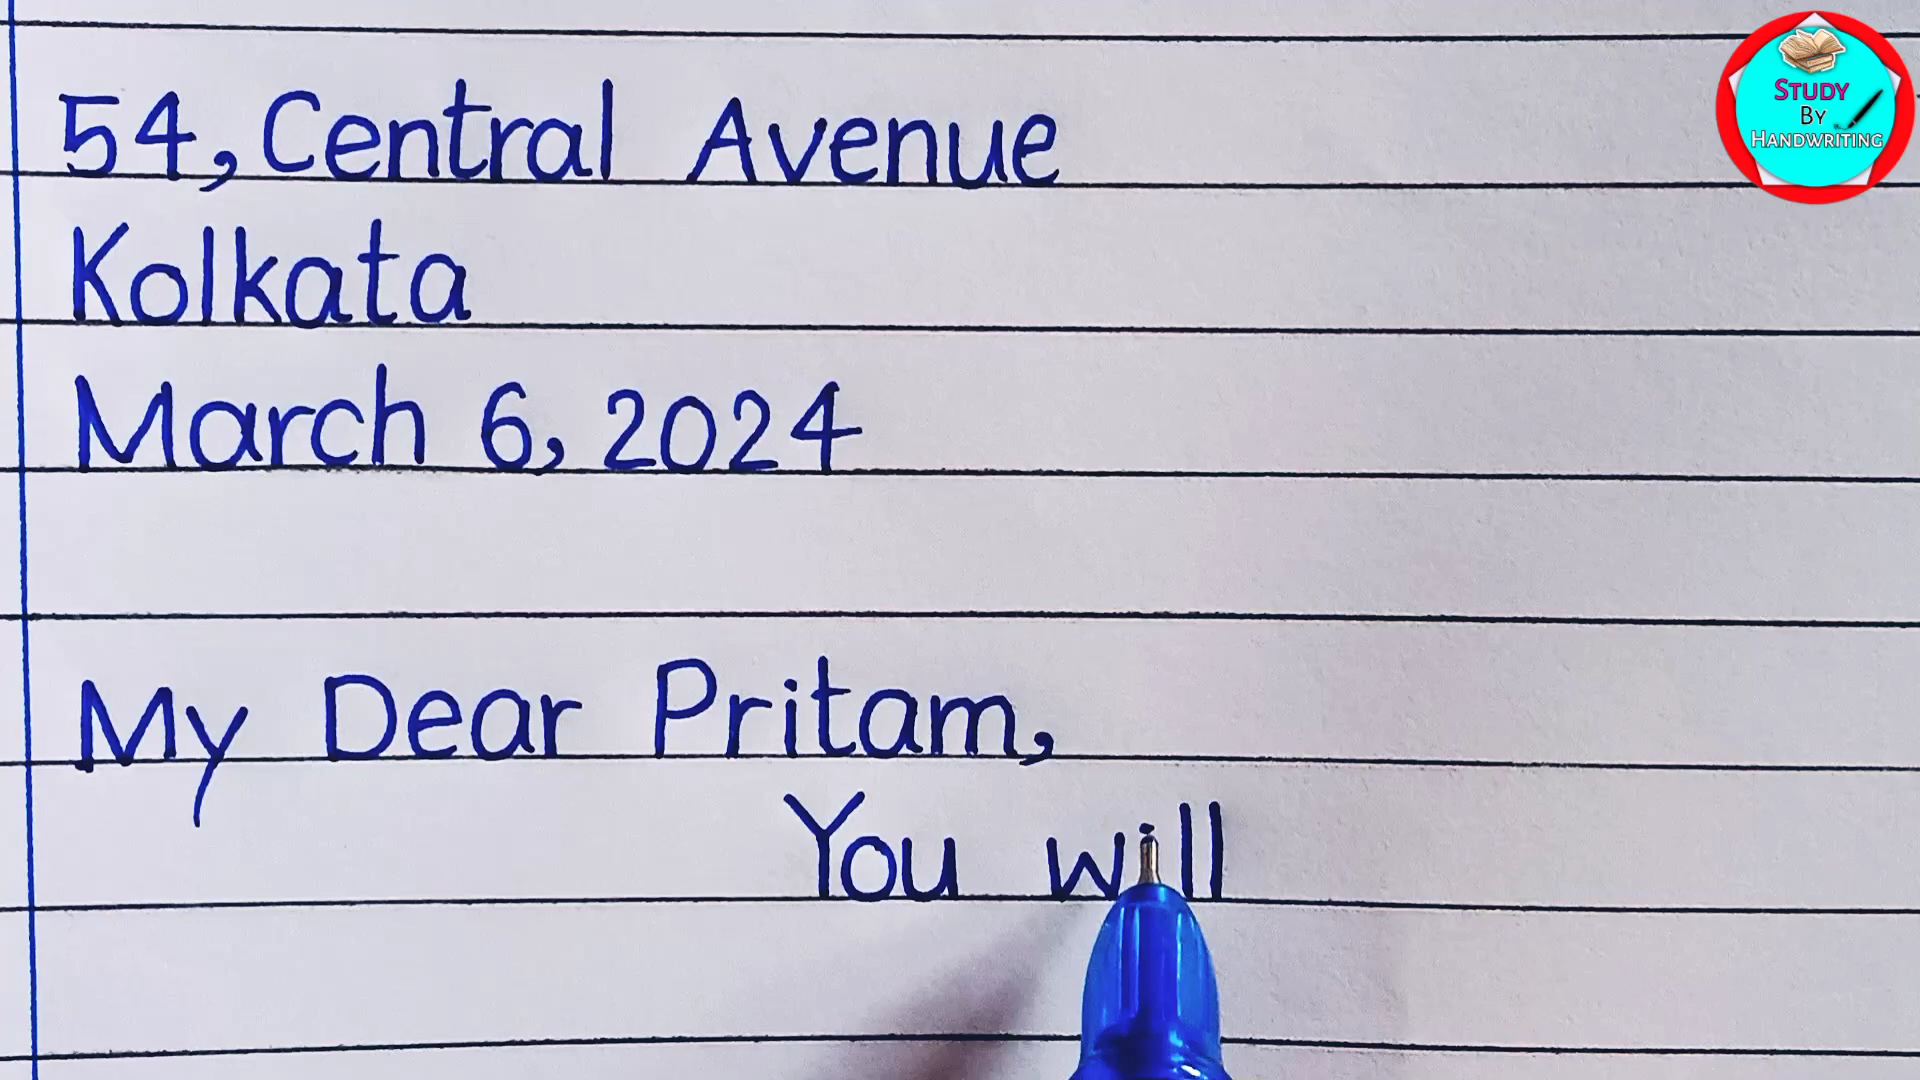 54, Central Avenue
Kolkata
March 6, 2024
My Dear Pritam,
You will
STUDY
BY
HANDWRITING